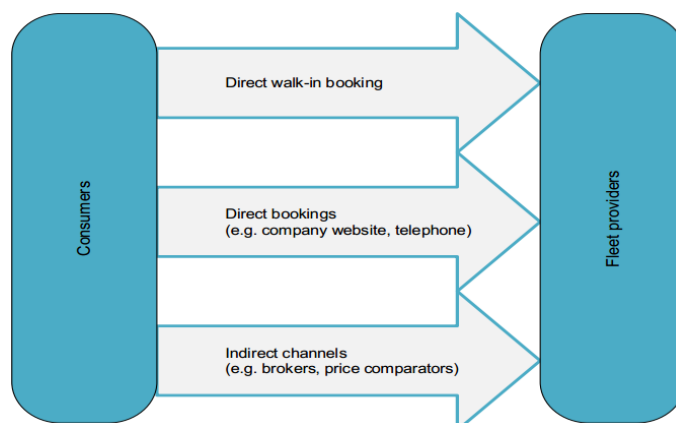 Consumers
Direct walk-in booking
Direct bookings
(e.g. company website, telephone)
Indirect channels
(e.g. brokers, price comparators)
Fleet providers